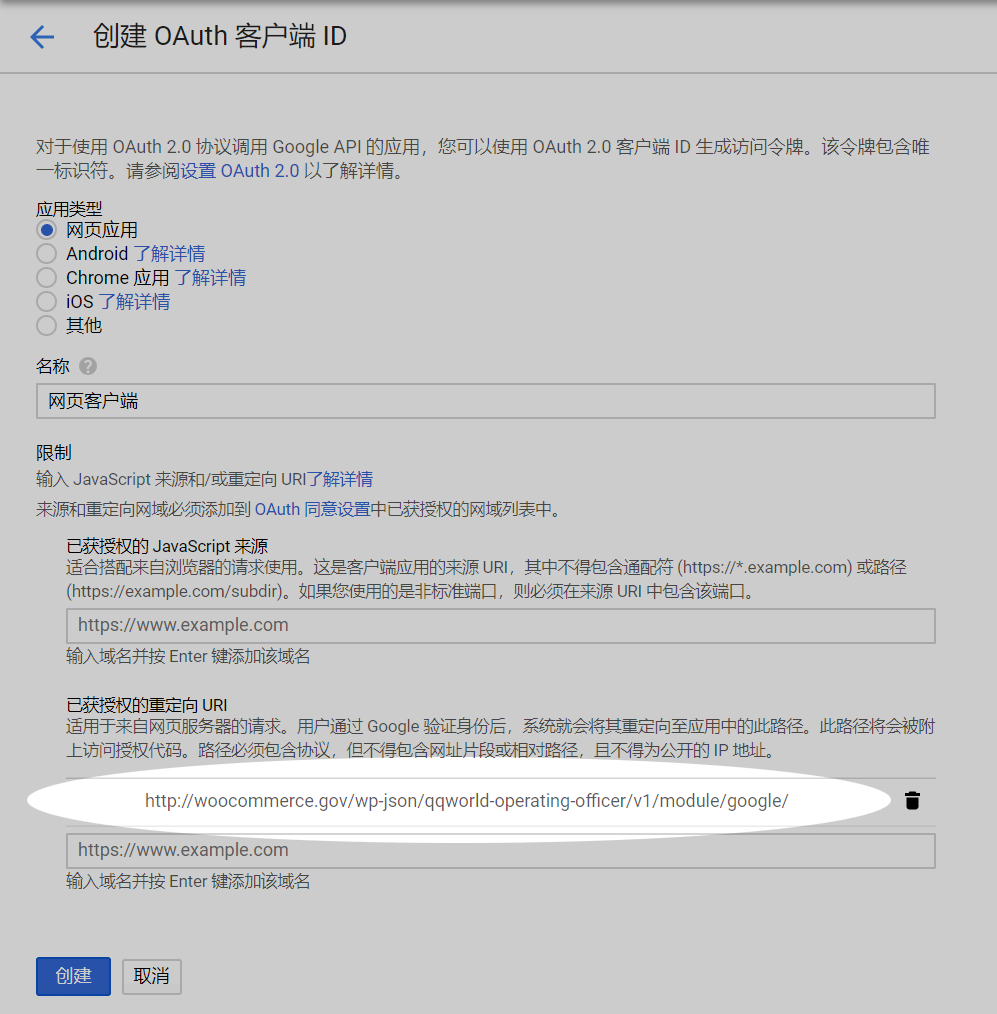 创建 OAuth 客户端 ID
对于使用 OAuth 2.0 协议调用 Google API 的应用，您可以使用 OAuth 2.0 客户端 ID 生成访问令牌。该令牌包含唯
一标识符。请参阅设置 OAuth 2.0 以了解详情。
应用类型
网页应用
Android 了解详情
Chrome 应用 了解详情
iOS 了解详情
其他
名称 ?
网页客户端
限制
输入 JavaScript 来源和/或重定向 URI了解详情
来源和重定向网域必须添加到 OAuth 同意设置中已获授权的网域列表中。
已获授权的 JavaScript 来源
适合搭配来自浏览器的请求使用。这是客户端应用的来源 URI，其中不得包含通配符 (https://*.example.com) 或路径
(https://example.com/subdir)。如果您使用的是非标准端口，则必须在来源 URI 中包含该端口。
https://www.example.com
输入域名并按 Enter 键添加该域名
已获授权的重定向 URI
适用于来自网页服务器的请求。用户通过 Google 验证身份后，系统就会将其重定向至应用中的此路径。此路径将会被附
上访问授权代码。路径必须包含协议，但不得包含网址片段或相对路径，且不得为公开的 IP 地址。
http://woocommerce.gov/wp-json/qqworld-operating-officer/v1/module/google/
https://www.example.com
输入域名并按 Enter 键添加该域名
创建 取消